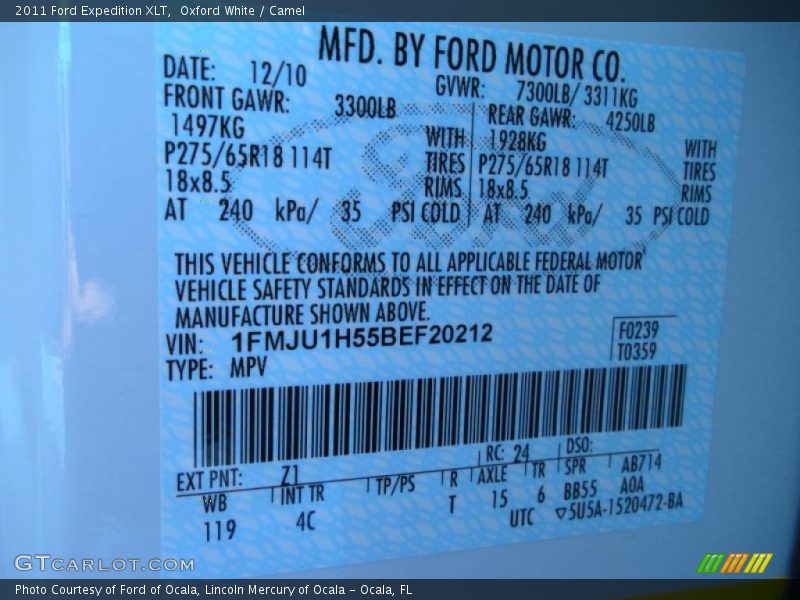 2011 Ford Expedition XLT,  Oxford White / Camel
MFD. BY FORD MOTOR CO.
DATE: 12/10 GVWR: 7300LB/ 3311KG
FRONT GAWR: 3300LB REAR GAWR: 4250LB
1497KG WITH 1928KG WITH
P275/65R18 114T TIRES P275/65R18 114T TIRES
18x8.5 RIMS 18x8.5 RIMS
AT 240 kPa/ 35 PSI COLD AT 240 kPa/ 35 PSI COLD
THIS VEHICLE CONFORMS TO ALL APPLICABLE FEDERAL MOTOR
VEHICLE SAFETY STANDARDS IN EFFECT ON THE DATE OF
MANUFACTURE SHOWN ABOVE.
VIN: 1FMJU1H55BEF20212 F0239
TYPE: MPV T0359
EXT PNT: Z1 RC: 24 DSO:
WB INT TR TP/PS R AXLE TR SPR AB714
119 4C T 15 6 BB55 A0A
UTC ▽5U5A-1520472-BA
Ford
GTCARLOT.COM
Photo Courtesy of Ford of Ocala, Lincoln Mercury of Ocala - Ocala, FL